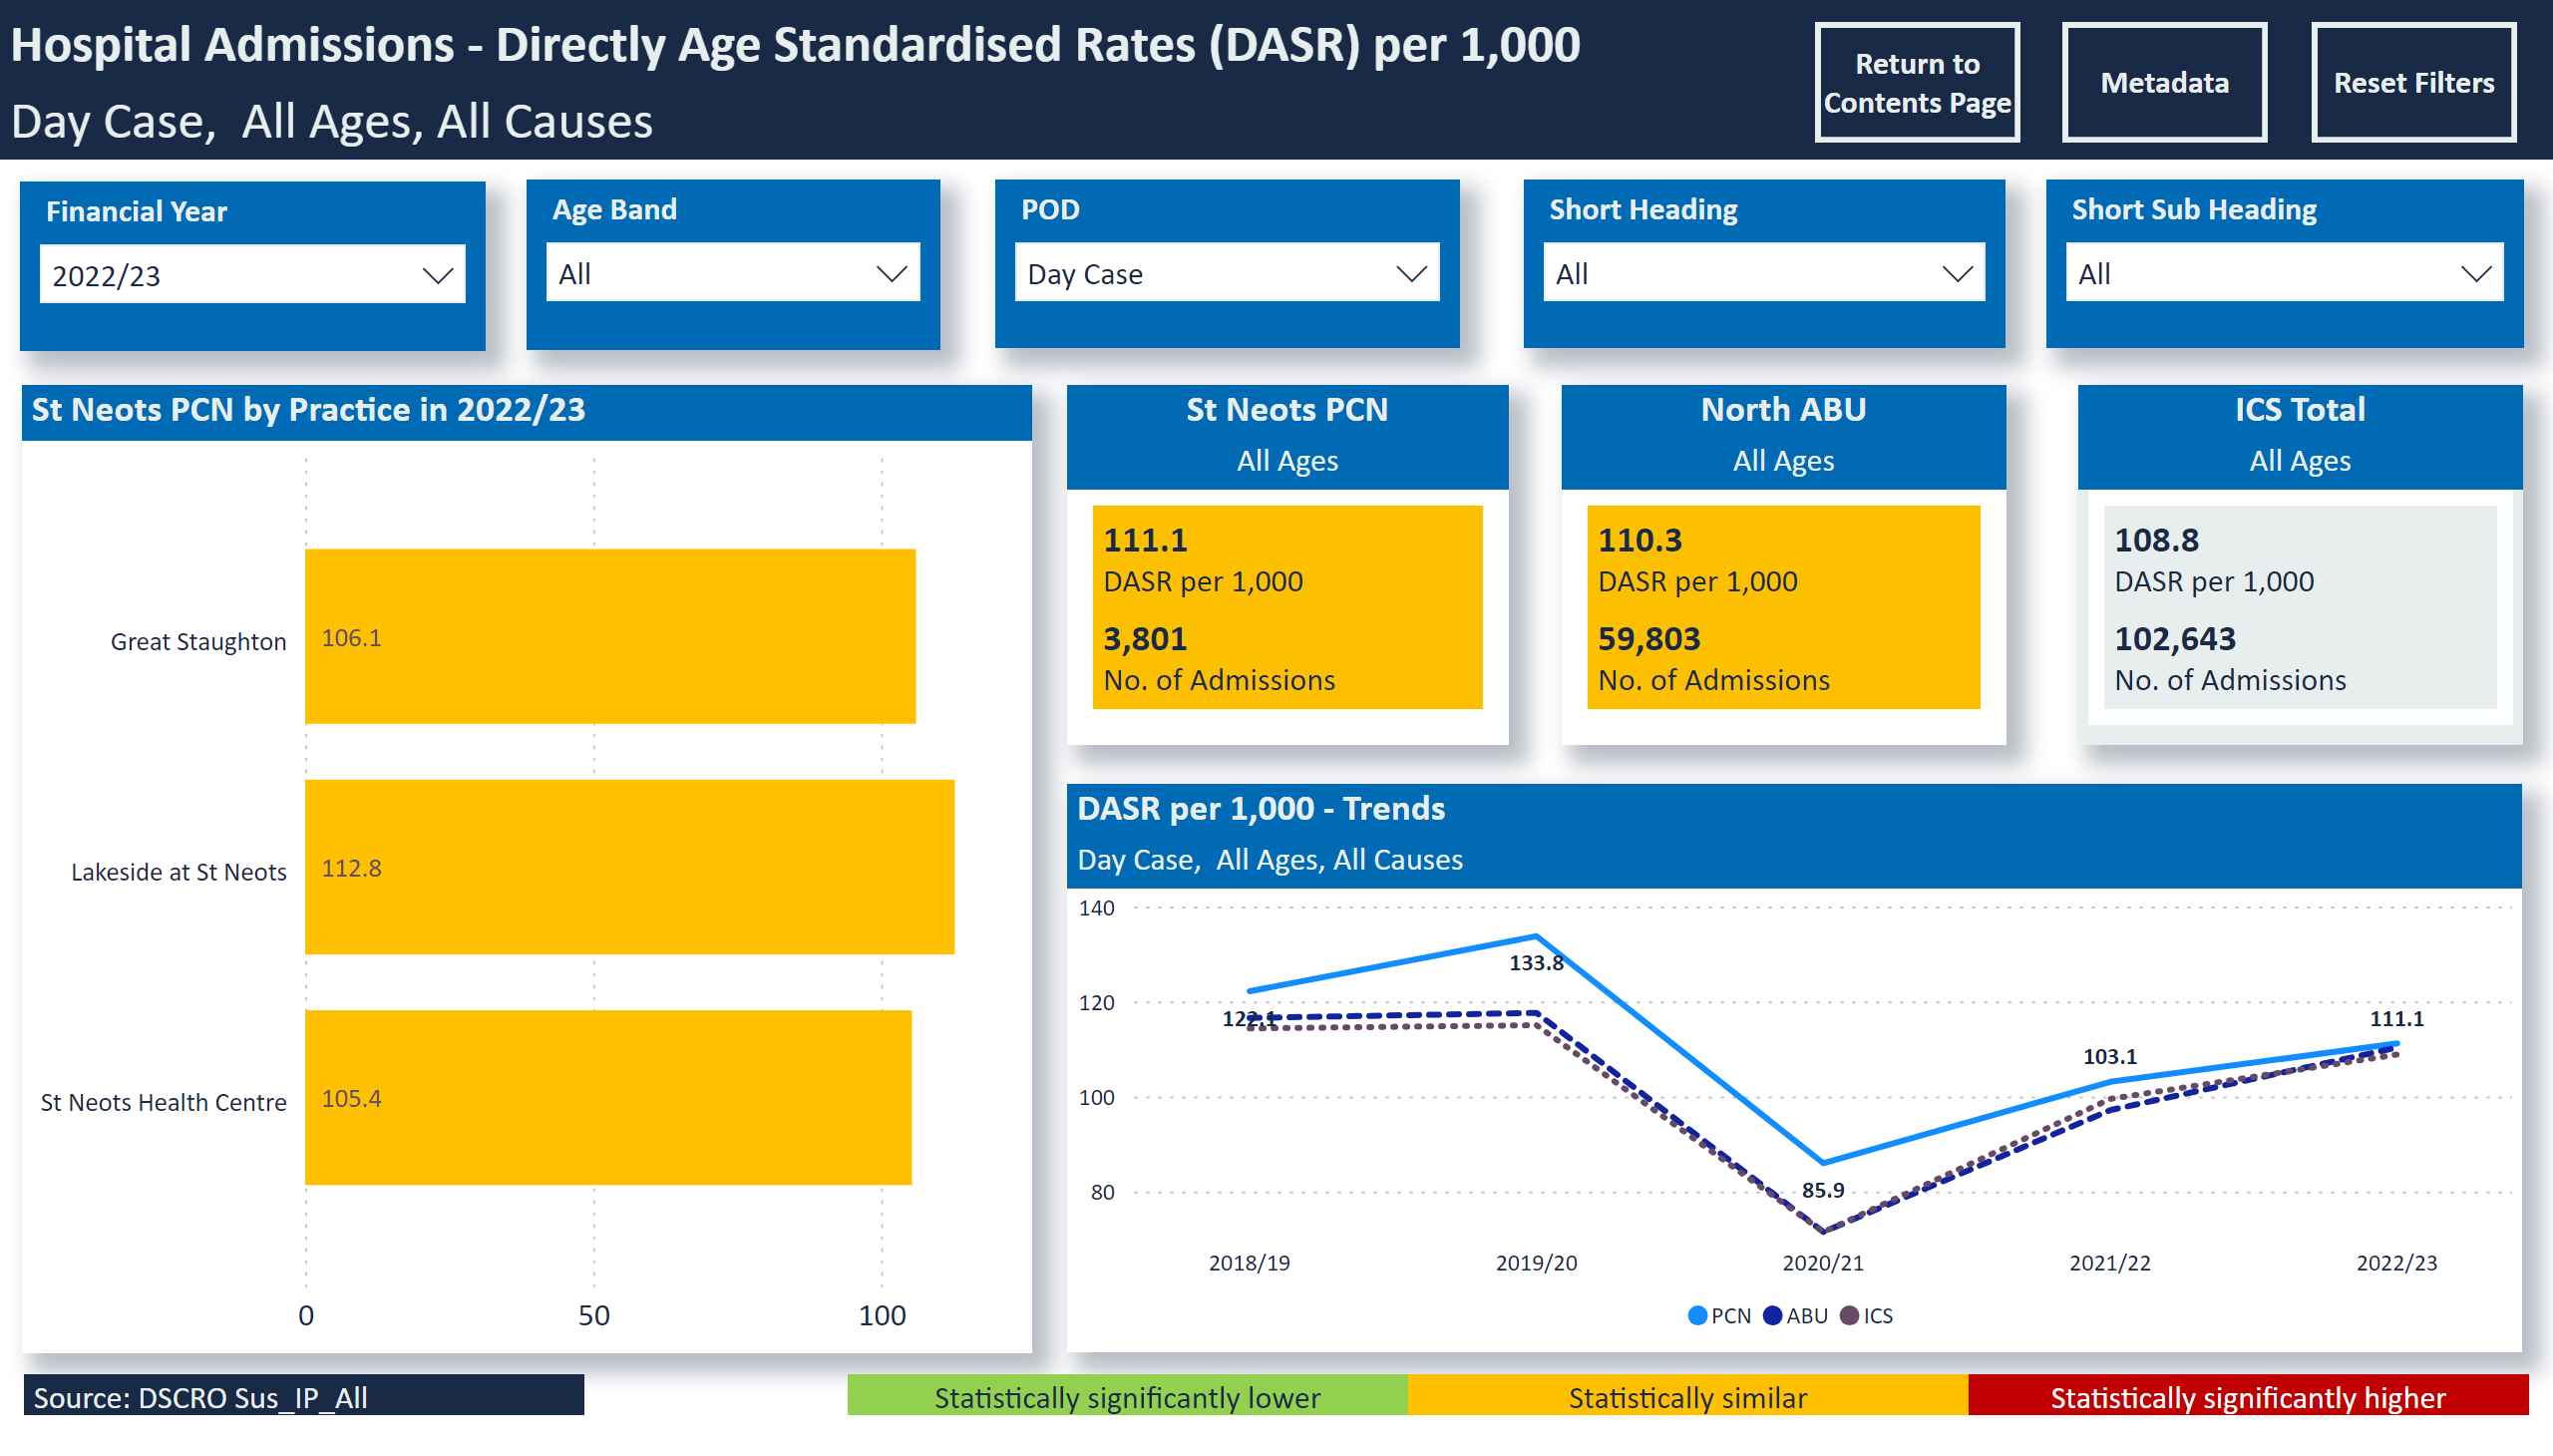 Hospital Admissions - Directly Age Standardised Rates (DASR) per 1,000
Day Case,  All Ages, All Causes
Return to
Contents Page
Metadata
Reset Filters
Financial Year
2022/23
Age Band
All
POD
Day Case
Short Heading
All
Short Sub Heading
All
St Neots PCN by Practice in 2022/23
Great Staughton
106.1
Lakeside at St Neots
112.8
St Neots Health Centre
105.4
0
50
100
St Neots PCN
All Ages
111.1
DASR per 1,000
3,801
No. of Admissions
North ABU
All Ages
110.3
DASR per 1,000
59,803
No. of Admissions
ICS Total
All Ages
108.8
DASR per 1,000
102,643
No. of Admissions
DASR per 1,000 - Trends
Day Case,  All Ages, All Causes
140
120
100
80
122.1
133.8
85.9
103.1
111.1
2018/19
2019/20
2020/21
2021/22
2022/23
PCN
ABU
ICS
Source: DSCRO Sus_IP_All
Statistically significantly lower
Statistically similar
Statistically significantly higher